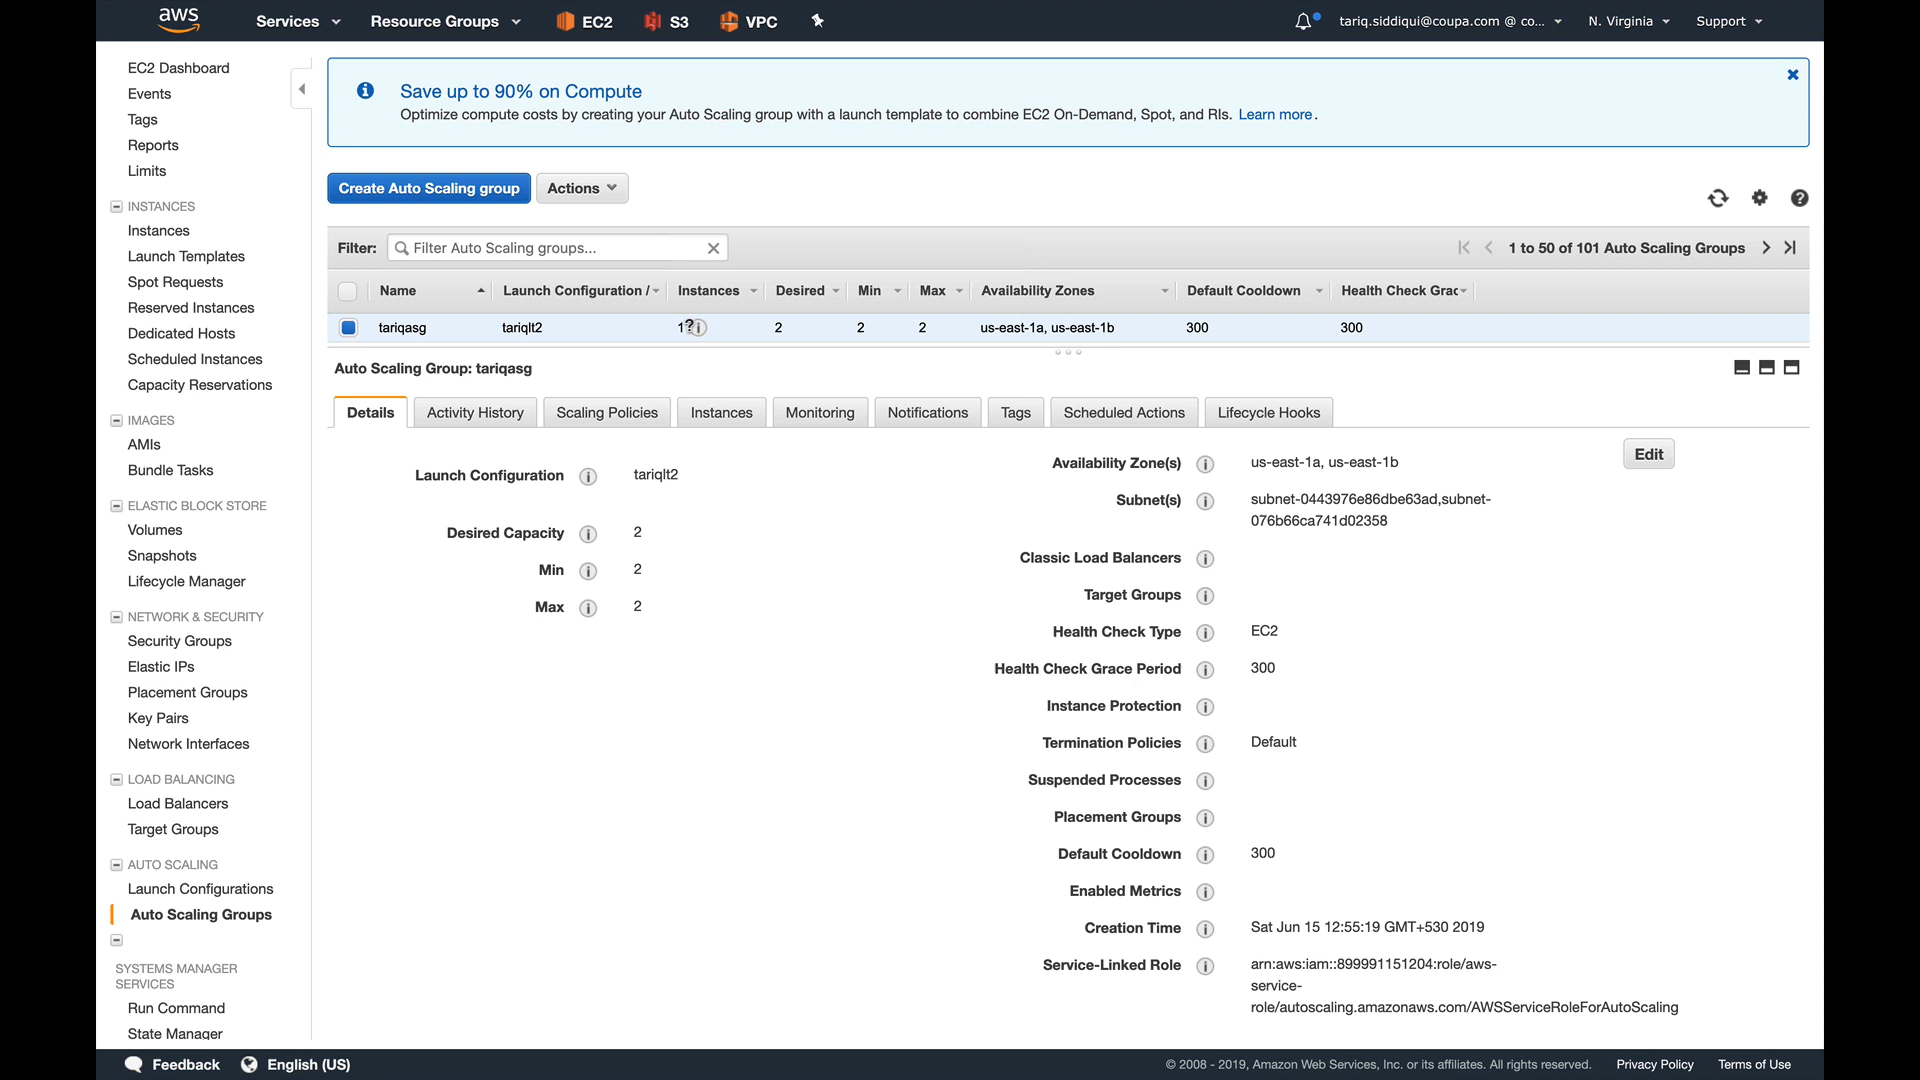 aws Services Resource Groups EC2 S3 VPC tariq.siddiqui@coupa.com @ co... N. Virginia Support
EC2 Dashboard
Events
Tags
Reports
Limits
INSTANCES
Instances
Launch Templates
Spot Requests
Reserved Instances
Dedicated Hosts
Scheduled Instances
Capacity Reservations
IMAGES
AMIs
Bundle Tasks
ELASTIC BLOCK STORE
Volumes
Snapshots
Lifecycle Manager
NETWORK & SECURITY
Security Groups
Elastic IPs
Placement Groups
Key Pairs
Network Interfaces
LOAD BALANCING
Load Balancers
Target Groups
AUTO SCALING
Launch Configurations
Auto Scaling Groups
SYSTEMS MANAGER
SERVICES
Run Command
State Manager
Save up to 90% on Compute
Optimize compute costs by creating your Auto Scaling group with a launch template to combine EC2 On-Demand, Spot, and RIs. Learn more.
Create Auto Scaling group Actions
Filter: Filter Auto Scaling groups... 1 to 50 of 101 Auto Scaling Groups
Name Launch Configuration / Instances Desired Min Max Availability Zones Default Cooldown Health Check Grac
tariqasg tariqlt2 1 2 2 2 us-east-1a, us-east-1b 300 300
Auto Scaling Group: tariqasg
Details Activity History Scaling Policies Instances Monitoring Notifications Tags Scheduled Actions Lifecycle Hooks
Edit
Launch Configuration tariqlt2
Desired Capacity 2
Min 2
Max 2
Availability Zone(s) us-east-1a, us-east-1b
Subnet(s) subnet-0443976e86dbe63ad,subnet-
076b66ca741d02358
Classic Load Balancers
Target Groups
Health Check Type EC2
Health Check Grace Period 300
Instance Protection
Termination Policies Default
Suspended Processes
Placement Groups
Default Cooldown 300
Enabled Metrics
Creation Time Sat Jun 15 12:55:19 GMT+530 2019
Service-Linked Role arn:aws:iam::899991151204:role/aws-
service-
role/autoscaling.amazonaws.com/AWSServiceRoleForAutoScaling
Feedback English (US) © 2008 - 2019, Amazon Web Services, Inc. or its affiliates. All rights reserved. Privacy Policy Terms of Use